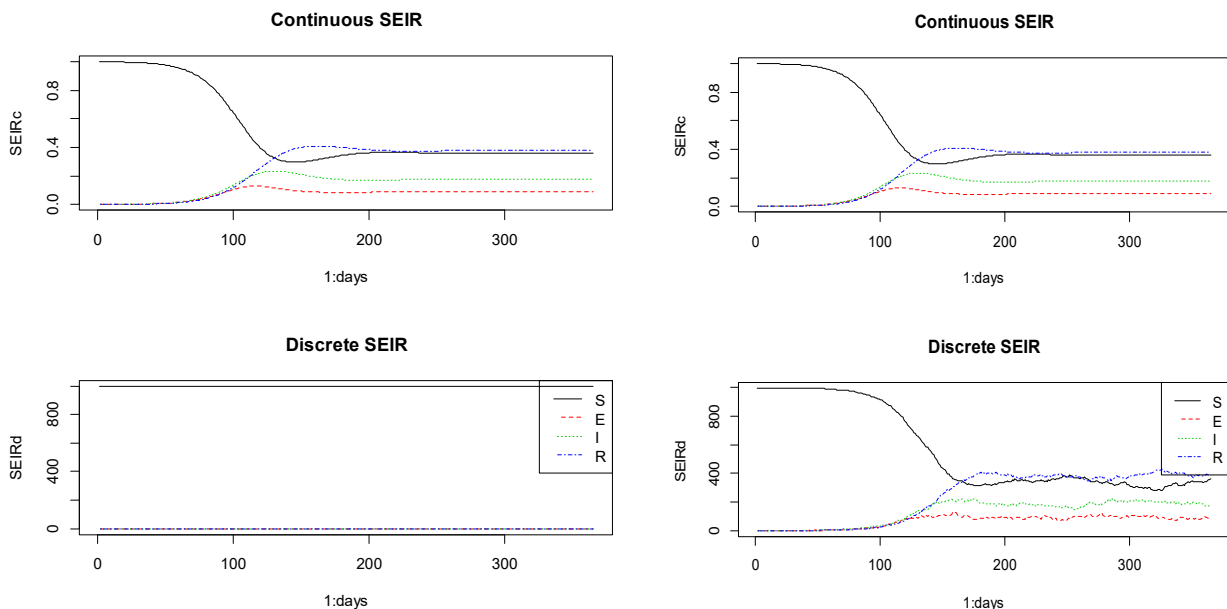 Continuous SEIR
SEIRc
0.0 0.4 0.8
0 100 200 300
1:days
Continuous SEIR
SEIRc
0.0 0.4 0.8
0 100 200 300
1:days
Discrete SEIR
SEIRd
0 400 800
0 100 200 300
1:days
S
E
I
R
Discrete SEIR
SEIRd
0 400 800
0 100 200 300
1:days
S
E
I
R